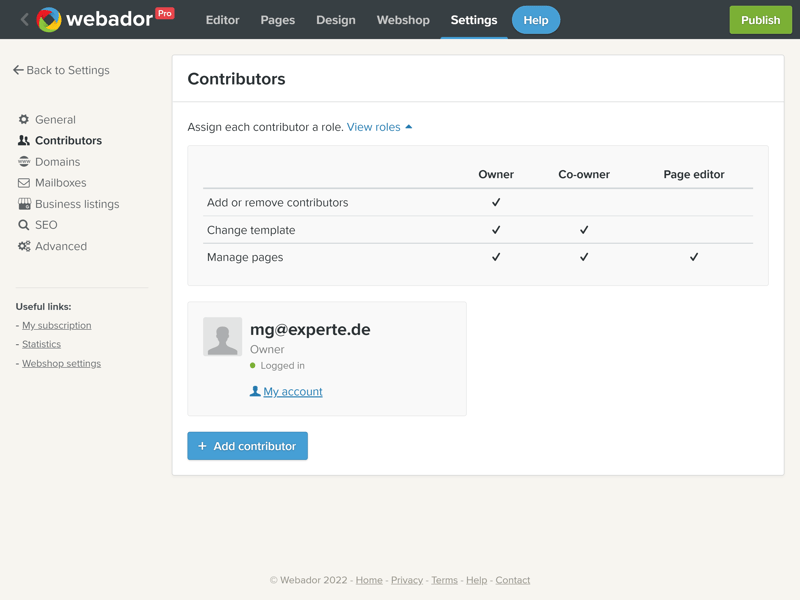 webador Pro
Editor Pages Design Webshop Settings Help Publish
Back to Settings
General
Contributors
Domains
Mailboxes
Business listings
SEO
Advanced
Useful links:
- My subscription
- Statistics
- Webshop settings
Contributors
Assign each contributor a role. View roles
Owner Co-owner Page editor
Add or remove contributors ✓
Change template ✓ ✓
Manage pages ✓ ✓ ✓
mg@experte.de
Owner
Logged in
My account
+ Add contributor
© Webador 2022 - Home - Privacy - Terms - Help - Contact